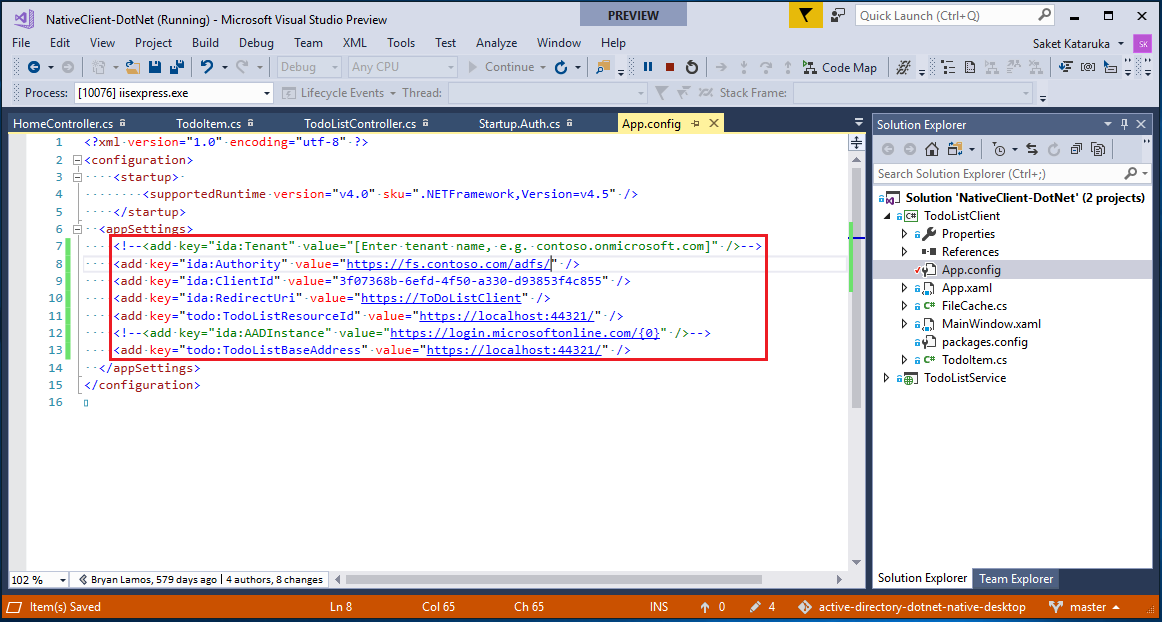 NativeClient-DotNet (Running) - Microsoft Visual Studio Preview
PREVIEW
Quick Launch (Ctrl+Q)
File Edit View Project Build Debug Team XML Tools Test Analyze Window Help
Saket Kataruka
SK
Debug Any CPU Continue Code Map
Process: [10076] iisexpress.exe Lifecycle Events Thread: Stack Frame:
HomeController.cs TodoItem.cs TodoListController.cs Startup.Auth.cs App.config
1 <?xml version="1.0" encoding="utf-8" ?>
2 <configuration>
3 <startup>
4 <supportedRuntime version="v4.0" sku=".NETFramework,Version=v4.5" />
5 </startup>
6 <appSettings>
7 <!--<add key="ida:Tenant" value="[Enter tenant name, e.g. contoso.onmicrosoft.com]" />-->
8 <add key="ida:Authority" value="https://fs.contoso.com/adfs/" />
9 <add key="ida:ClientId" value="3f07368b-6efd-4f50-a330-d93853f4c855" />
10 <add key="ida:RedirectUri" value="https://ToDoListClient" />
11 <add key="todo:TodoListResourceId" value="https://localhost:44321/" />
12 <!--<add key="ida:AADInstance" value="https://login.microsoftonline.com/{0}" />-->
13 <add key="todo:TodoListBaseAddress" value="https://localhost:44321/" />
14 </appSettings>
15 </configuration>
16
102 % Bryan Lamos, 579 days ago | 4 authors, 8 changes
Solution Explorer
Search Solution Explorer (Ctrl+;)
Solution 'NativeClient-DotNet' (2 projects)
TodoListClient
Properties
References
App.config
App.xaml
FileCache.cs
MainWindow.xaml
packages.config
TodoItem.cs
TodoListService
Solution Explorer Team Explorer
Item(s) Saved Ln 8 Col 65 Ch 65 INS 0 4 active-directory-dotnet-native-desktop master